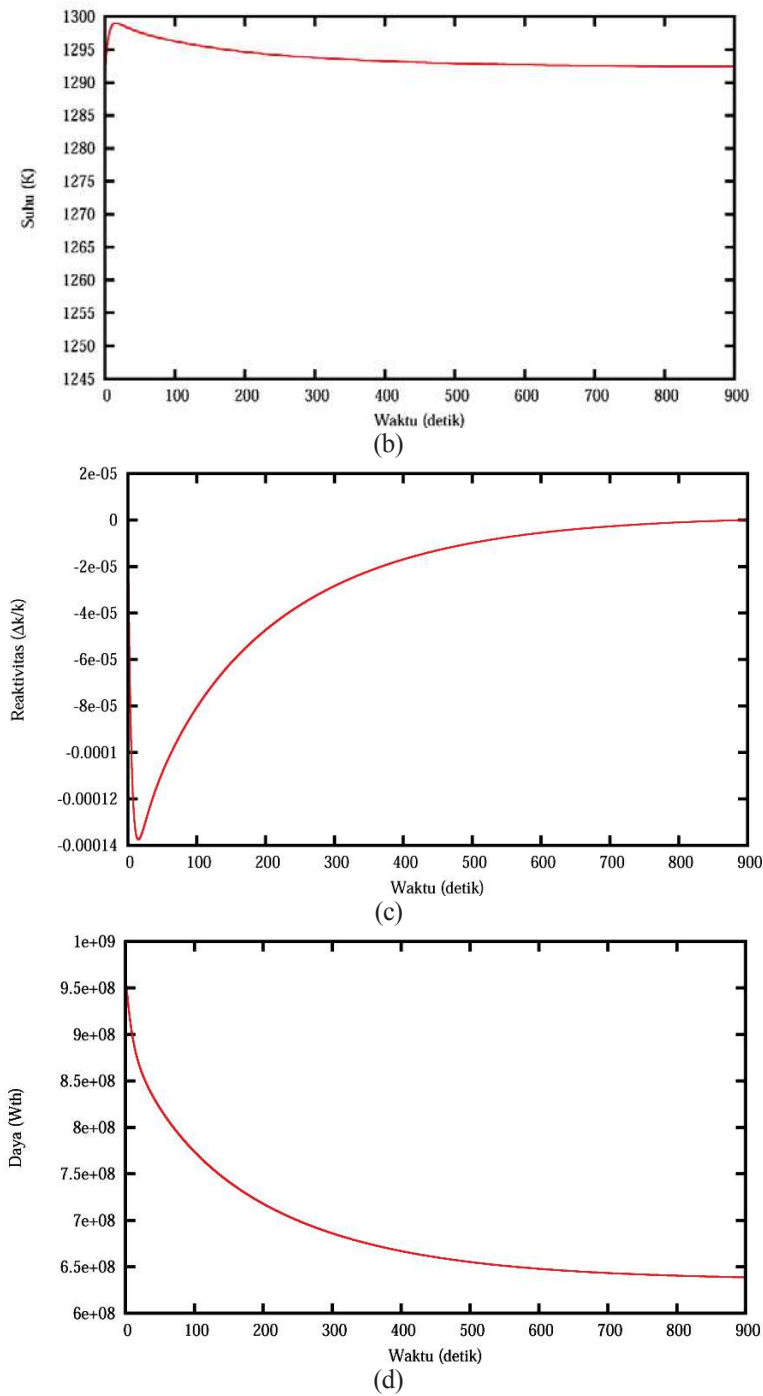 1300
1295
1290
1285
1280
1275
1270
1265
1260
1255
1250
1245
Suhu (K)
0 100 200 300 400 500 600 700 800 900
Waktu (detik)
(b)
2e-05
0
-2e-05
-4e-05
-6e-05
-8e-05
-0.0001
-0.00012
-0.00014
Reaktivitas (Δk/k)
0 100 200 300 400 500 600 700 800 900
Waktu (detik)
(c)
1e+09
9.5e+08
9e+08
8.5e+08
8e+08
7.5e+08
7e+08
6.5e+08
6e+08
Daya (Wth)
0 100 200 300 400 500 600 700 800 900
Waktu (detik)
(d)